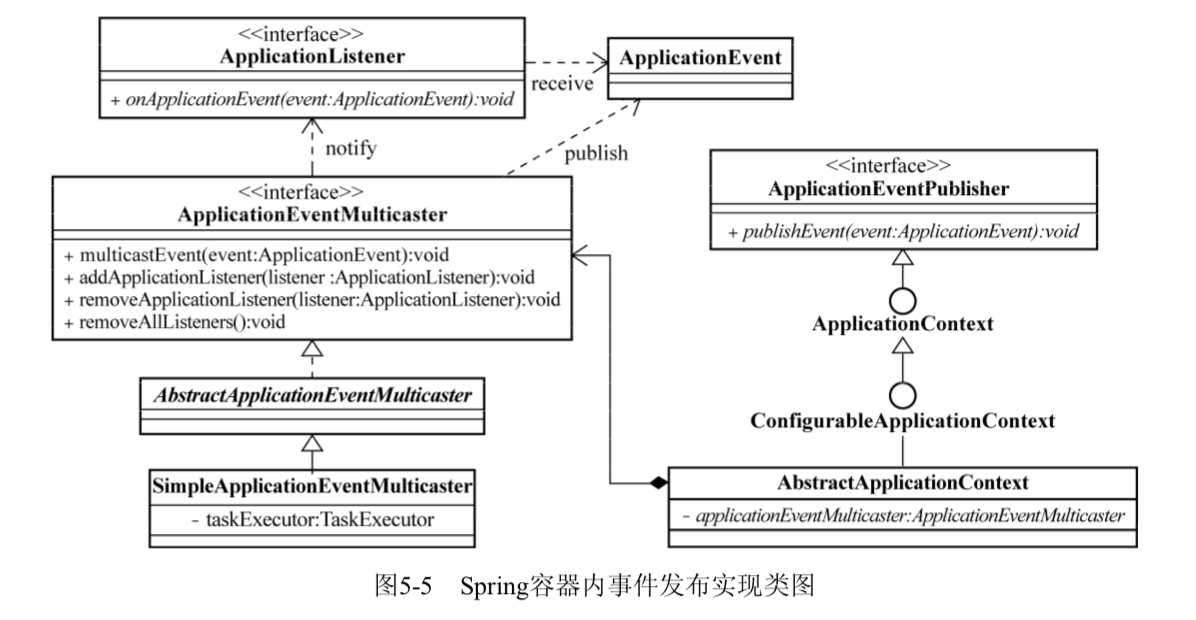 <<interface>>
ApplicationListener
+ onApplicationEvent(event:ApplicationEvent):void
receive
ApplicationEvent
notify
publish
<<interface>>
ApplicationEventMulticaster
+ multicastEvent(event:ApplicationEvent):void
+ addApplicationListener(listener :ApplicationListener):void
+ removeApplicationListener(listener:ApplicationListener):void
+ removeAllListeners():void
<<interface>>
ApplicationEventPublisher
+ publishEvent(event:ApplicationEvent):void
ApplicationContext
ConfigurableApplicationContext
AbstractApplicationEventMulticaster
SimpleApplicationEventMulticaster
- taskExecutor:TaskExecutor
AbstractApplicationContext
- applicationEventMulticaster:ApplicationEventMulticaster
图5-5 Spring容器内事件发布实现类图